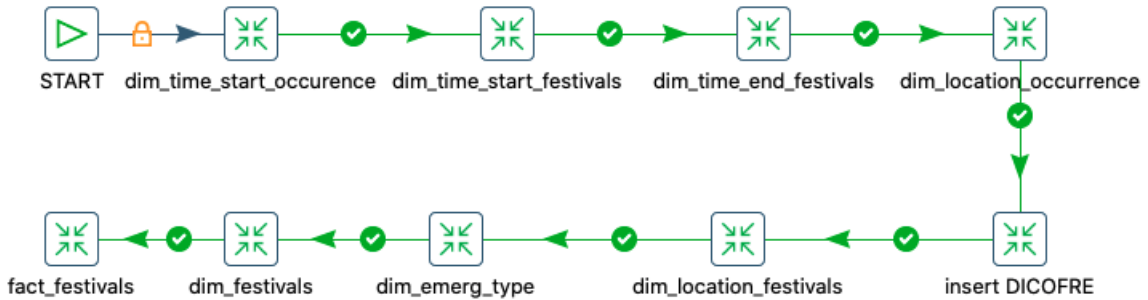 START
dim_time_start_occurence
dim_time_start_festivals
dim_time_end_festivals
dim_location_occurrence
fact_festivals
dim_festivals
dim_emerg_type
dim_location_festivals
insert DICOFRE